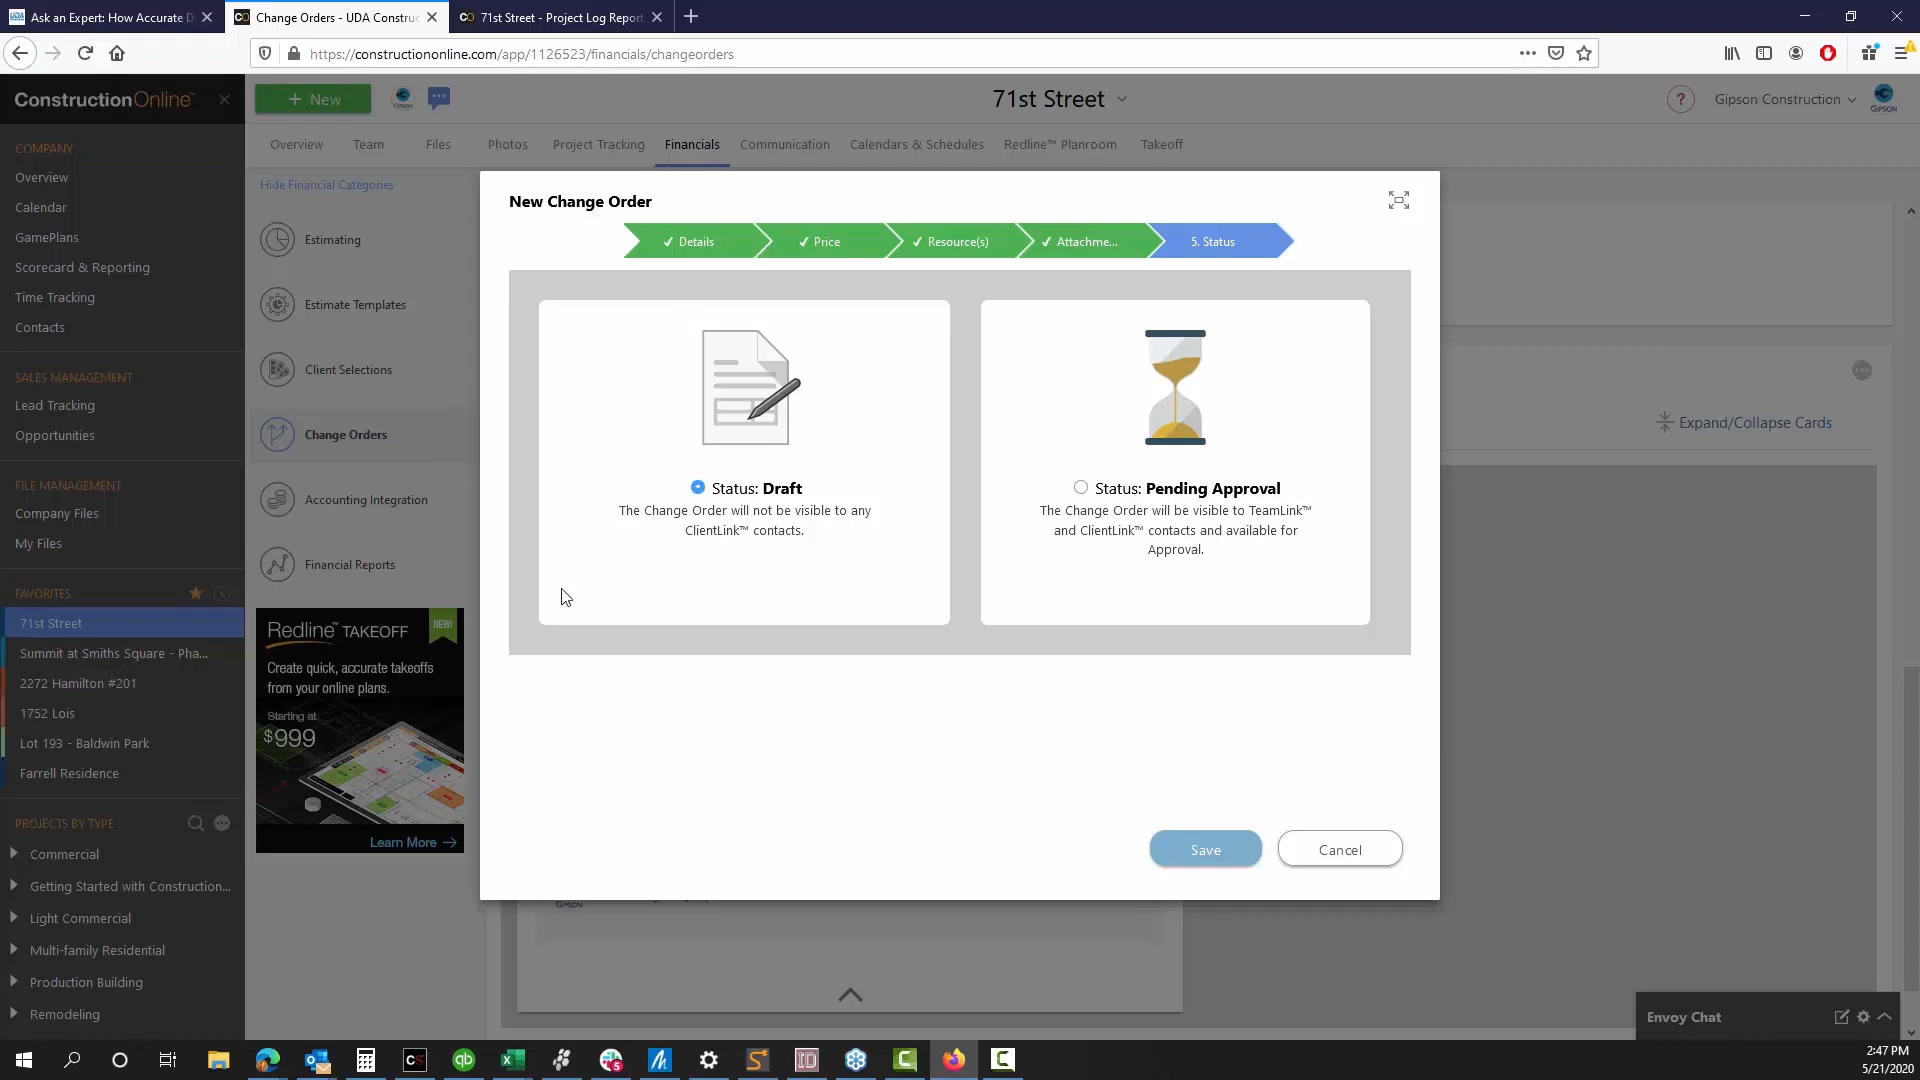 Ask an Expert: How Accurate D
Change Orders - UDA Construc
71st Street - Project Log Report
https://constructiononline.com/app/1126523/financials/changeorders
ConstructionOnline™
+ New
GIPSON
71st Street
?
Gipson Construction
GIPSON
Overview
Team
Files
Photos
Project Tracking
Financials
Communication
Calendars & Schedules
Redline™ Planroom
Takeoff
COMPANY
Overview
Calendar
GamePlans
Scorecard & Reporting
Time Tracking
Contacts
SALES MANAGEMENT
Lead Tracking
Opportunities
FILE MANAGEMENT
Company Files
My Files
FAVORITES
71st Street
Summit at Smiths Square - Pha...
2272 Hamilton #201
1752 Lois
Lot 193 - Baldwin Park
Farrell Residence
PROJECTS BY TYPE
Commercial
Getting Started with Construction...
Light Commercial
Multi-family Residential
Production Building
Remodeling
Hide Financial Categories
Estimating
Estimate Templates
Client Selections
Change Orders
Accounting Integration
Financial Reports
Redline™ TAKEOFF
NEW!
Create quick, accurate takeoffs
from your online plans.
Starting at
$999
Learn More
New Change Order
Details
Price
Resource(s)
Attachme...
5. Status
Status: Draft
The Change Order will not be visible to any
ClientLink™ contacts.
Status: Pending Approval
The Change Order will be visible to TeamLink™
and ClientLink™ contacts and available for
Approval.
Save
Cancel
Expand/Collapse Cards
GIPSON
Envoy Chat
2:47 PM
5/21/2020